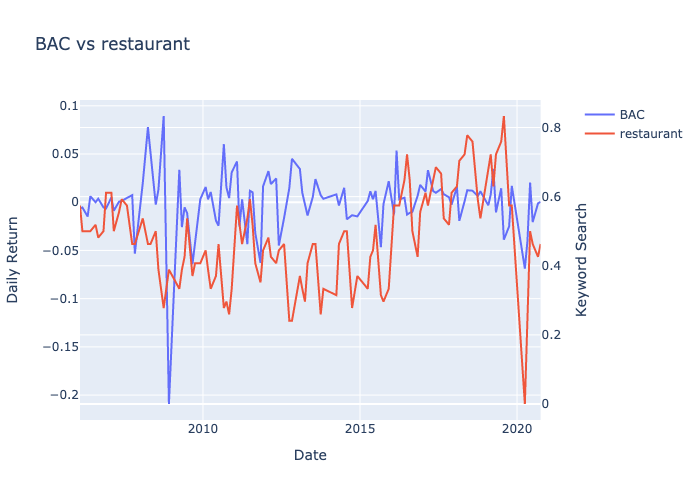 BAC vs restaurant
BAC
restaurant
0.1
0.05
0
−0.05
−0.1
−0.15
−0.2
0.8
0.6
0.4
0.2
0
2010
2015
2020
Daily Return
Keyword Search
Date